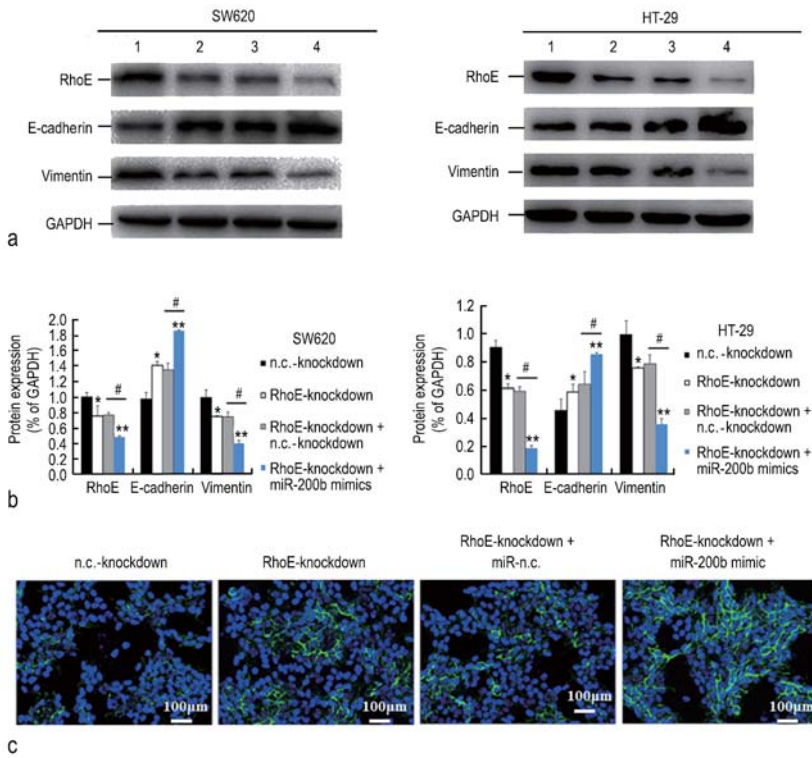 SW620
1 2 3 4
RhoE
E-cadherin
Vimentin
GAPDH
HT-29
1 2 3 4
RhoE
E-cadherin
Vimentin
GAPDH
a
Protein expression
(% of GAPDH)
2.0
1.8
1.6
1.4
1.2
1.0
0.8
0.6
0.4
0.2
0.0
* # **
* # **
* # **
RhoE E-cadherin Vimentin
SW620
n.c.-knockdown
RhoE-knockdown
RhoE-knockdown +
n.c.-knockdown
RhoE-knockdown +
miR-200b mimics
Protein expression
(% of GAPDH)
1.2
1.0
0.8
0.6
0.4
0.2
0.0
* # **
* # **
* # **
RhoE E-cadherin Vimentin
HT-29
n.c.-knockdown
RhoE-knockdown
RhoE-knockdown +
n.c.-knockdown
RhoE-knockdown +
miR-200b mimics
b
n.c.-knockdown
RhoE-knockdown
RhoE-knockdown +
miR-n.c.
RhoE-knockdown +
miR-200b mimic
100μm
100μm
100μm
100μm
c